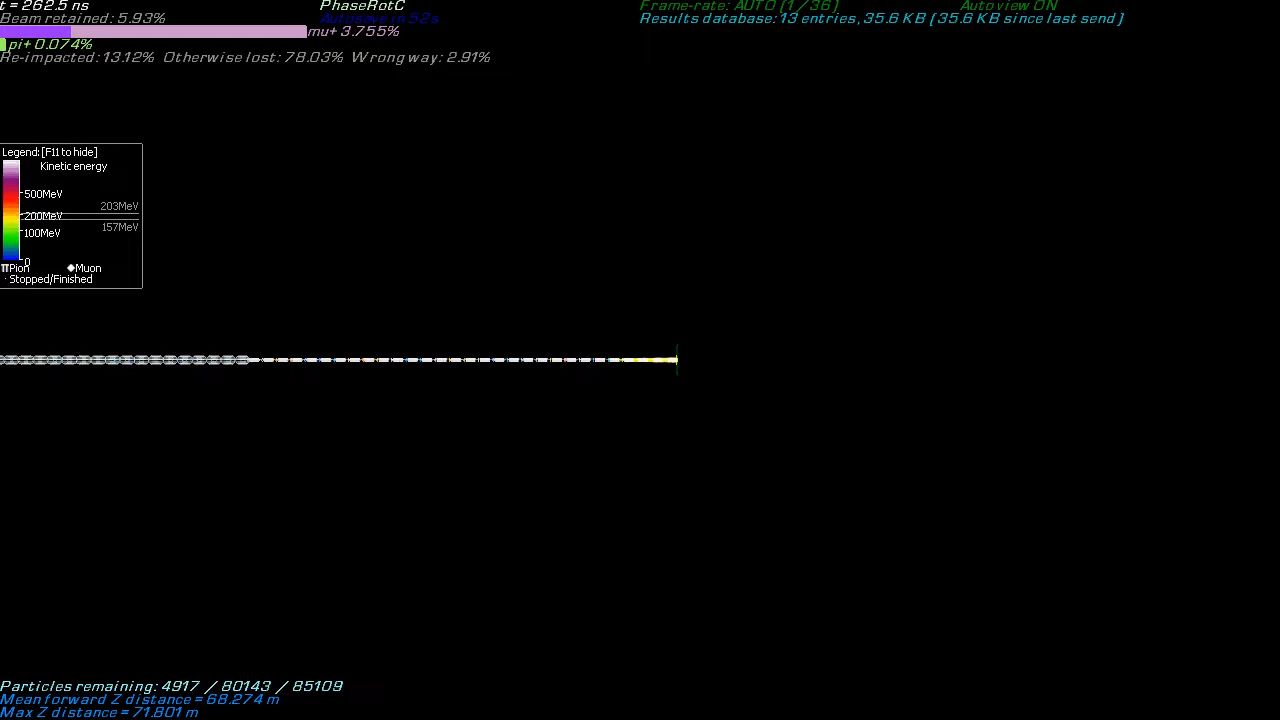 t = 262.5 ns
PhaseRotC
Frame-rate: AUTO (1 / 36)
Autoview ON
Beam retained: 5.93%
Autosave in 52s
Results database: 13 entries, 35.6 KB (35.6 KB since last send)
mu+ 3.755%
pi+ 0.074%
Re-impacted: 13.12% Otherwise lost: 78.03% Wrong way: 2.91%
Legend: [F11 to hide]
Kinetic energy
500MeV
203MeV
200MeV
157MeV
100MeV
0
π Pion ◆ Muon
· Stopped/Finished
Particles remaining: 4917 / 80143 / 85109
Mean forward Z distance = 68.274 m
Max Z distance = 71.801 m